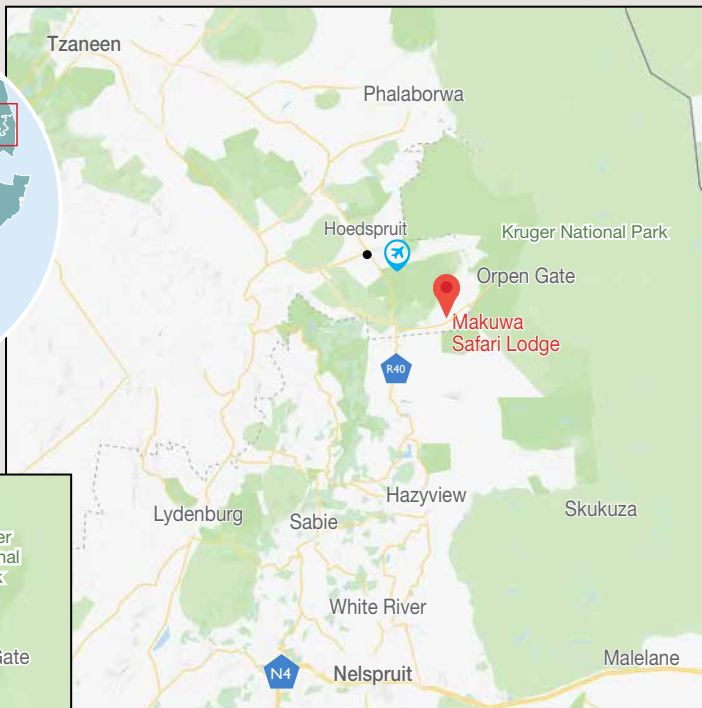 Tzaneen
Phalaborwa
Hoedspruit
Kruger National Park
Orpen Gate
Makuwa
Safari Lodge
R40
Hazyview
Lydenburg
Sabie
Skukuza
White River
Malelane
N4
Nelspruit